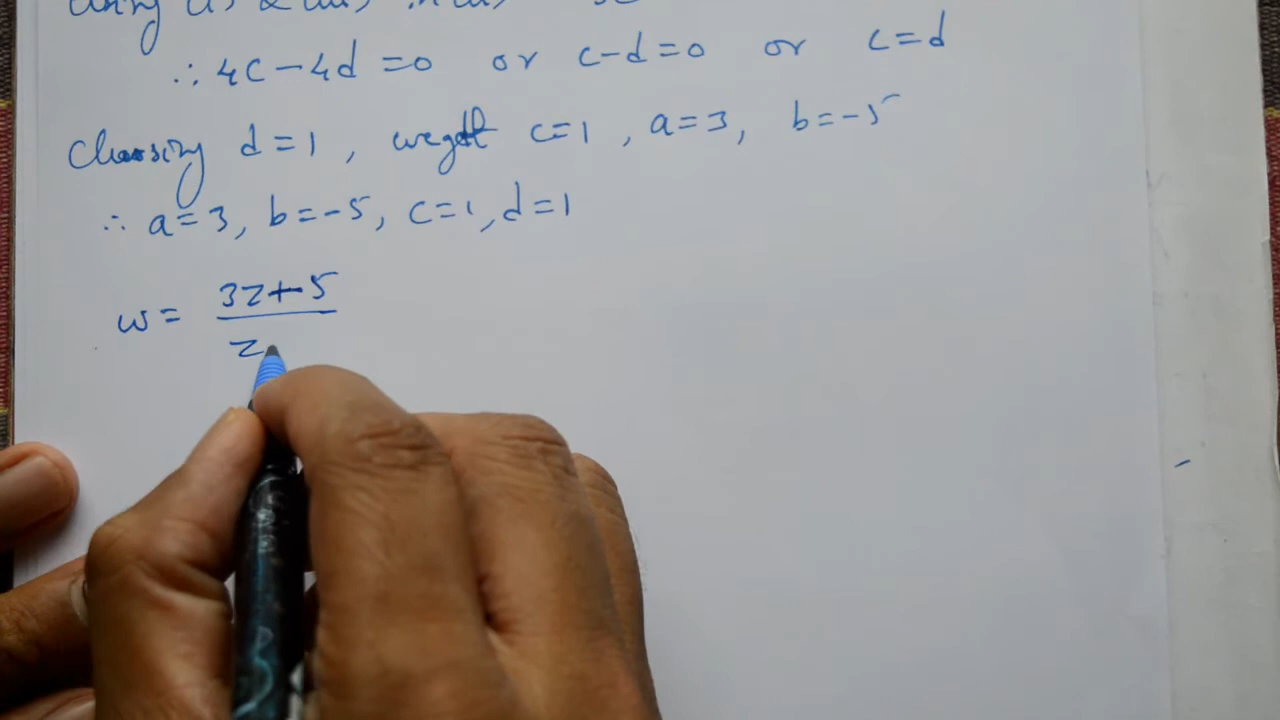 ∴ 4c - 4d = 0 or c - d = 0 or c = d
Choosing d = 1, we get c = 1, a = 3, b = -5
∴ a = 3, b = -5, c = 1, d = 1
w = 3z + 5
z